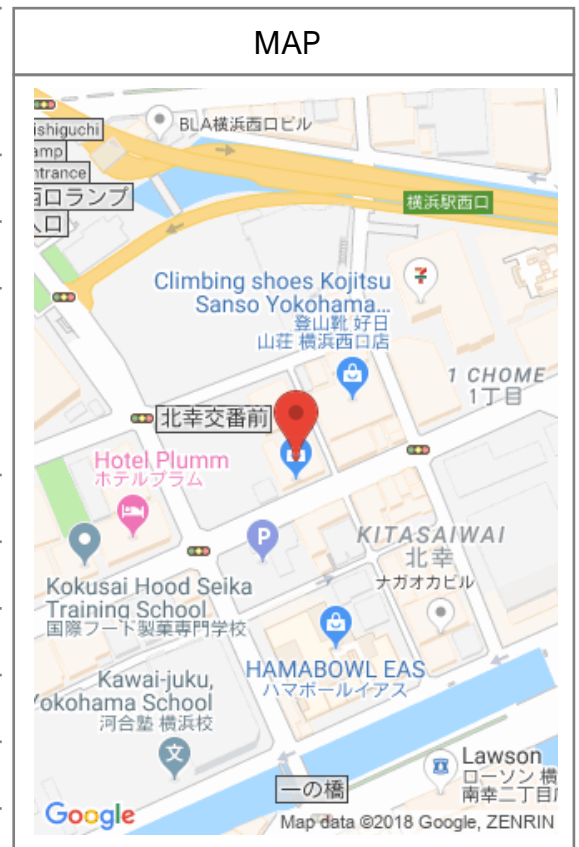 MAP
BLA横浜西口ビル
ishiguchi
amp
ntrance
西口ランプ
入口
横浜駅西口
Climbing shoes Kojitsu
Sanso Yokohama...
登山靴 好日
山荘 横浜西口店
1 CHOME
1丁目
北幸交番前
Hotel Plumm
ホテルプラム
P
KITASAIWAI
北幸
ナガオカビル
Kokusai Hood Seika
Training School
国際フード製菓専門学校
HAMABOWL EAS
ハマボールイアス
Kawai-juku,
Yokohama School
河合塾 横浜校
文
Lawson
ローソン 横
南幸二丁目
一の橋
Google
Map data ©2018 Google, ZENRIN